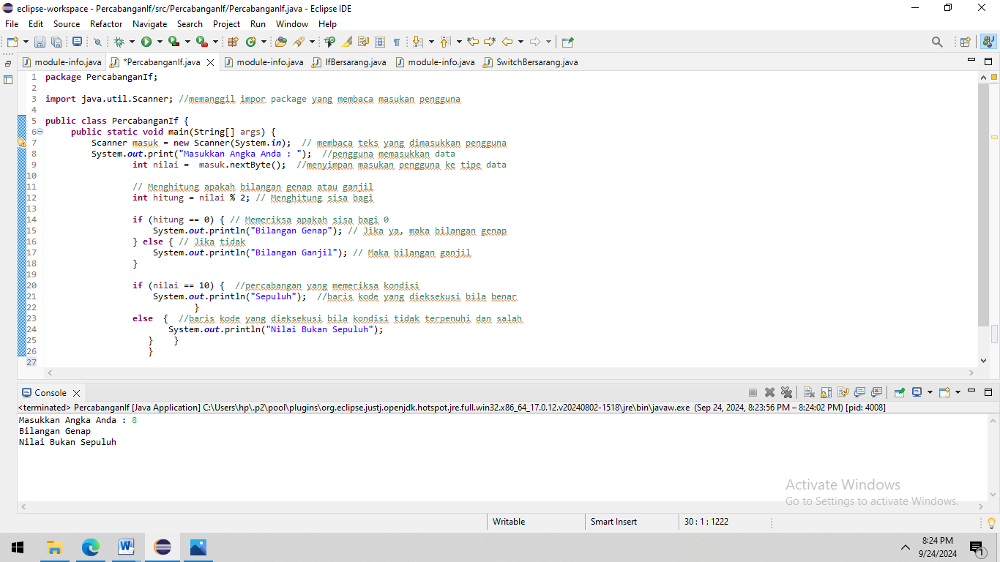 eclipse-workspace - PercabanganIf/src/PercabanganIf/PercabanganIf.java - Eclipse IDE
File Edit Source Refactor Navigate Search Project Run Window Help
module-info.java *PercabanganIf.java module-info.java IfBersarang.java module-info.java SwitchBersarang.java
1 package PercabanganIf;
2
3 import java.util.Scanner; //memanggil impor package yang membaca masukan pengguna
4
5 public class PercabanganIf {
6 public static void main(String[] args) {
7 Scanner masuk = new Scanner(System.in); // membaca teks yang dimasukkan pengguna
8 System.out.print("Masukkan Angka Anda : "); //pengguna memasukkan data
9 int nilai = masuk.nextByte(); //menyimpan masukan pengguna ke tipe data
10
11 // Menghitung apakah bilangan genap atau ganjil
12 int hitung = nilai % 2; // Menghitung sisa bagi
13
14 if (hitung == 0) { // Memeriksa apakah sisa bagi 0
15 System.out.println("Bilangan Genap"); // Jika ya, maka bilangan genap
16 } else { // Jika tidak
17 System.out.println("Bilangan Ganjil"); // Maka bilangan ganjil
18 }
19
20 if (nilai == 10) { //percabangan yang memeriksa kondisi
21 System.out.println("Sepuluh"); //baris kode yang dieksekusi bila benar
22 }
23 else { //baris kode yang dieksekusi bila kondisi tidak terpenuhi dan salah
24 System.out.println("Nilai Bukan Sepuluh");
25 } }
26 }
27
Console
<terminated> PercabanganIf [Java Application] C:\Users\hp\.p2\pool\plugins\org.eclipse.justj.openjdk.hotspot.jre.full.win32.x86_64_17.0.12.v20240802-1518\jre\bin\javaw.exe (Sep 24, 2024, 8:23:56 PM – 8:24:02 PM) [pid: 4008]
Masukkan Angka Anda : 8
Bilangan Genap
Nilai Bukan Sepuluh
Activate Windows
Go to Settings to activate Windows.
Writable Smart Insert 30 : 1 : 1222
8:24 PM
9/24/2024
1